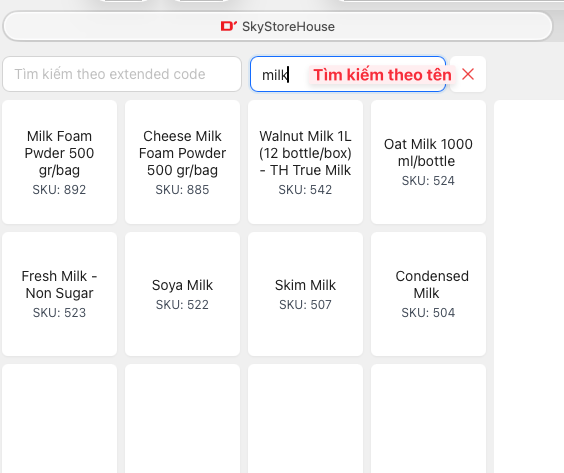 SkyStoreHouse
Tìm kiếm theo extended code
milk
Tìm kiếm theo tên
Milk Foam
Pwder 500
gr/bag
SKU: 892
Cheese Milk
Foam Powder
500 gr/bag
SKU: 885
Walnut Milk 1L
(12 bottle/box)
- TH True Milk
SKU: 542
Oat Milk 1000
ml/bottle
SKU: 524
Fresh Milk -
Non Sugar
SKU: 523
Soya Milk
SKU: 522
Skim Milk
SKU: 507
Condensed
Milk
SKU: 504